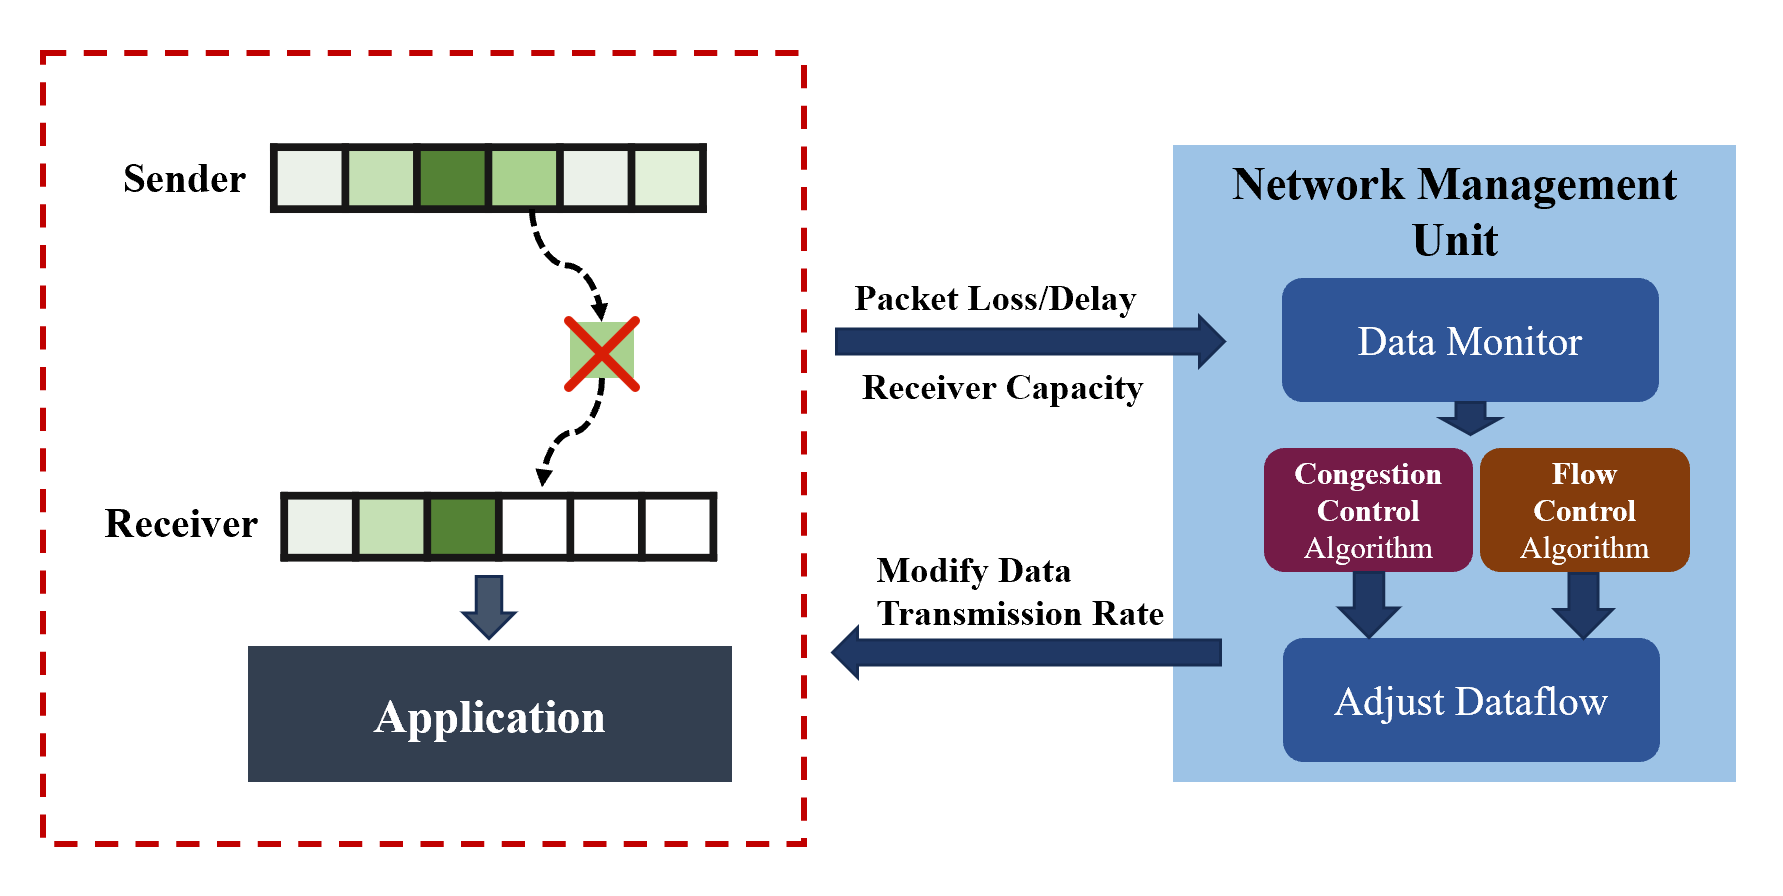 Sender
Receiver
Application
Packet Loss/Delay
Receiver Capacity
Modify Data
Transmission Rate
Network Management
Unit
Data Monitor
Congestion
Control
Algorithm
Flow
Control
Algorithm
Adjust Dataflow